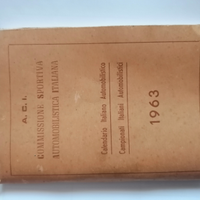 A. C. I.
COMMISSIONE SPORTIVA
AUTOMOBILISTICA ITALIANA
Calendario Italiano Automobilistico
Campionati Italiani Automobilistici
1963